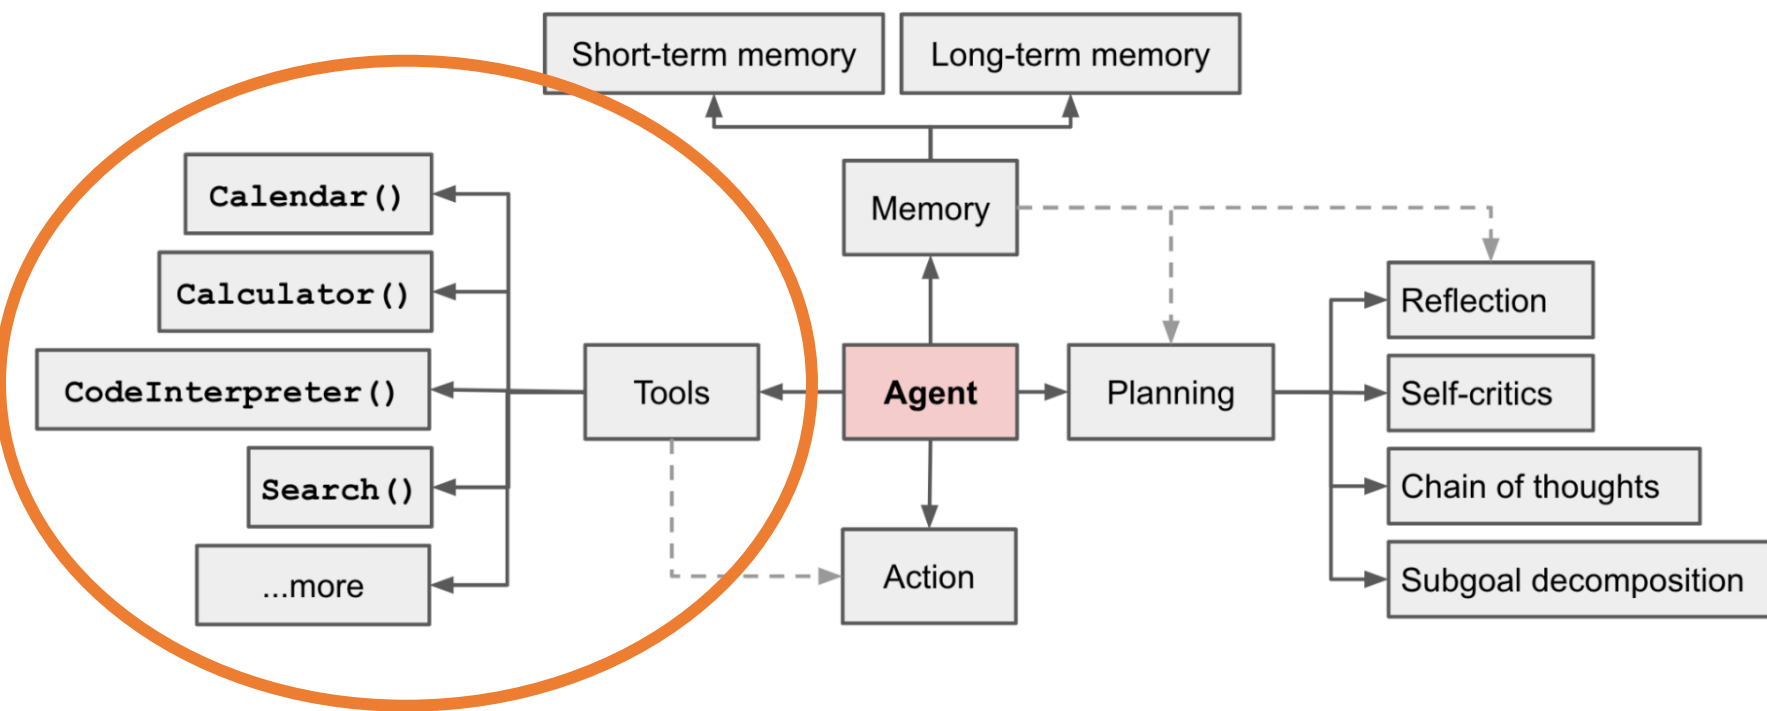 Short-term memory
Long-term memory
Calendar()
Memory
Calculator()
Reflection
CodeInterpreter()
Tools
Agent
Planning
Self-critics
Search()
Chain of thoughts
...more
Action
Subgoal decomposition